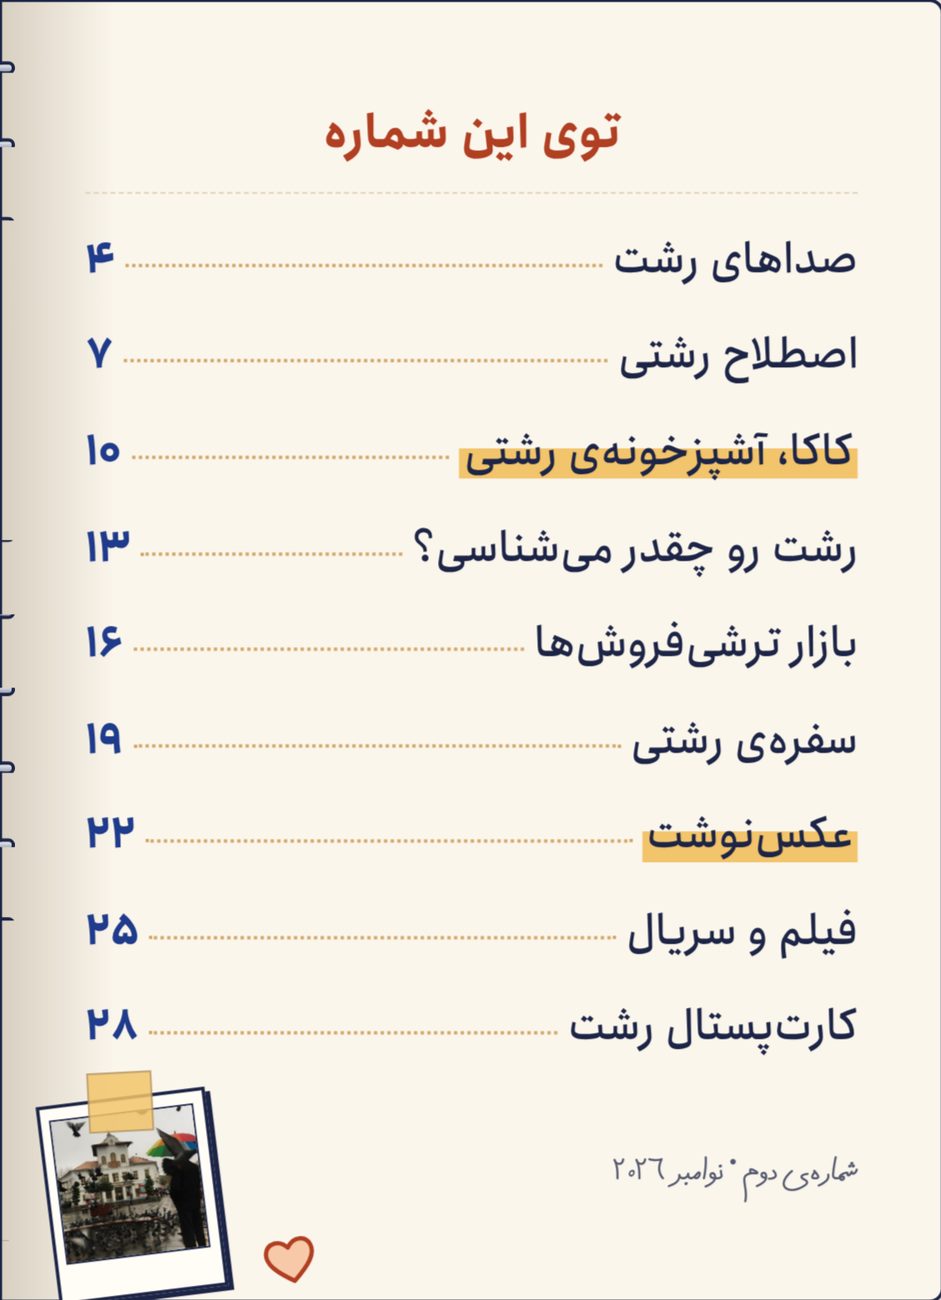 توی این شماره
صداهای رشت ۴
اصطلاح رشتی ۷
کاکا، آشپزخونه‌ی رشتی ۱۰
رشت رو چقدر می‌شناسی؟ ۱۳
بازار ترشی‌فروش‌ها ۱۶
سفره‌ی رشتی ۱۹
عکس‌نوشت ۲۲
فیلم و سریال ۲۵
کارت‌پستال رشت ۲۸
شماره‌ی دوم • نوامبر ۲۰۲۶